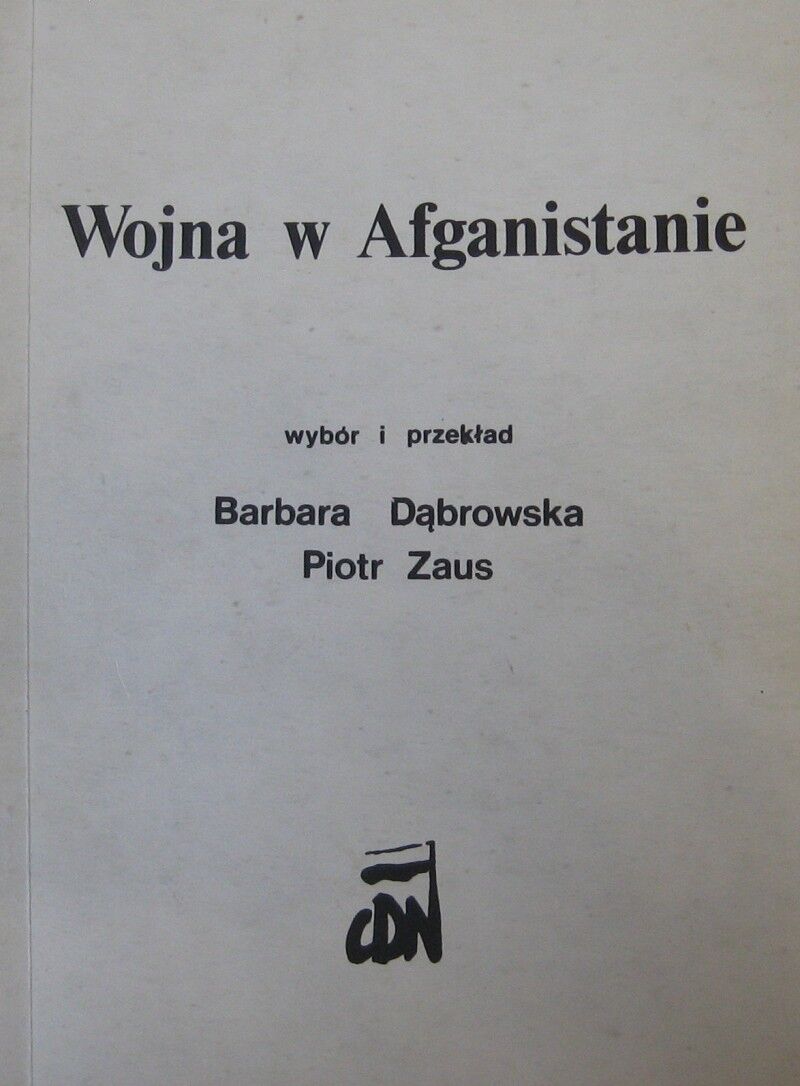 Wojna w Afganistanie
wybór i przekład
Barbara Dąbrowska
Piotr Zaus
CDN